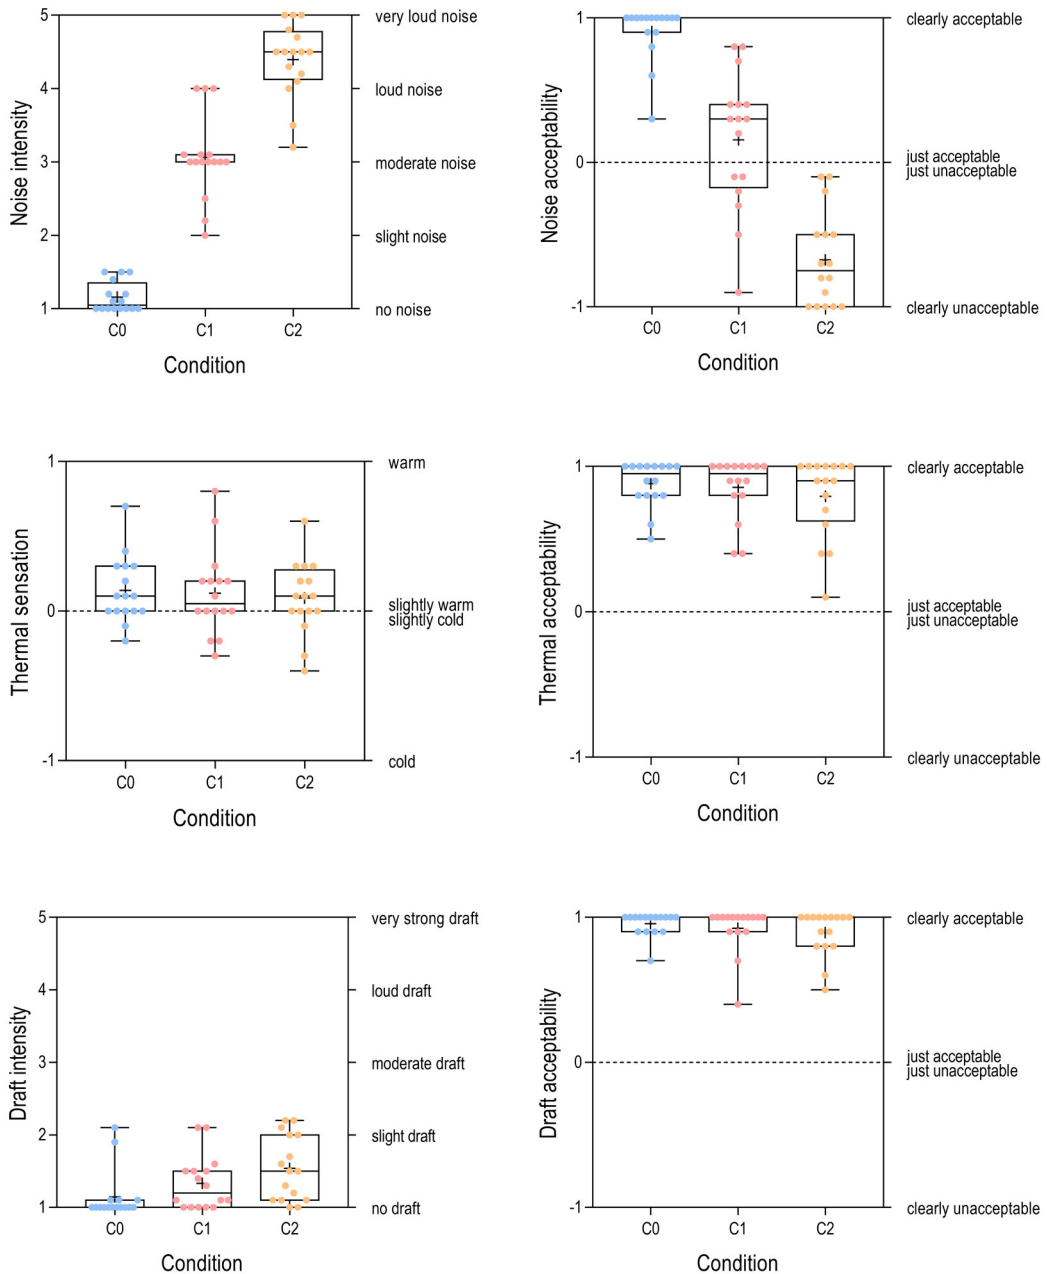 Noise intensity
5
4
3
2
1
very loud noise
loud noise
moderate noise
slight noise
no noise
C0 C1 C2
Condition
Noise acceptability
1
0
-1
clearly acceptable
just acceptable
just unacceptable
clearly unacceptable
C0 C1 C2
Condition
Thermal sensation
1
0
-1
warm
slightly warm
slightly cold
cold
C0 C1 C2
Condition
Thermal acceptability
1
0
-1
clearly acceptable
just acceptable
just unacceptable
clearly unacceptable
C0 C1 C2
Condition
Draft intensity
5
4
3
2
1
very strong draft
loud draft
moderate draft
slight draft
no draft
C0 C1 C2
Condition
Draft acceptability
1
0
-1
clearly acceptable
just acceptable
just unacceptable
clearly unacceptable
C0 C1 C2
Condition